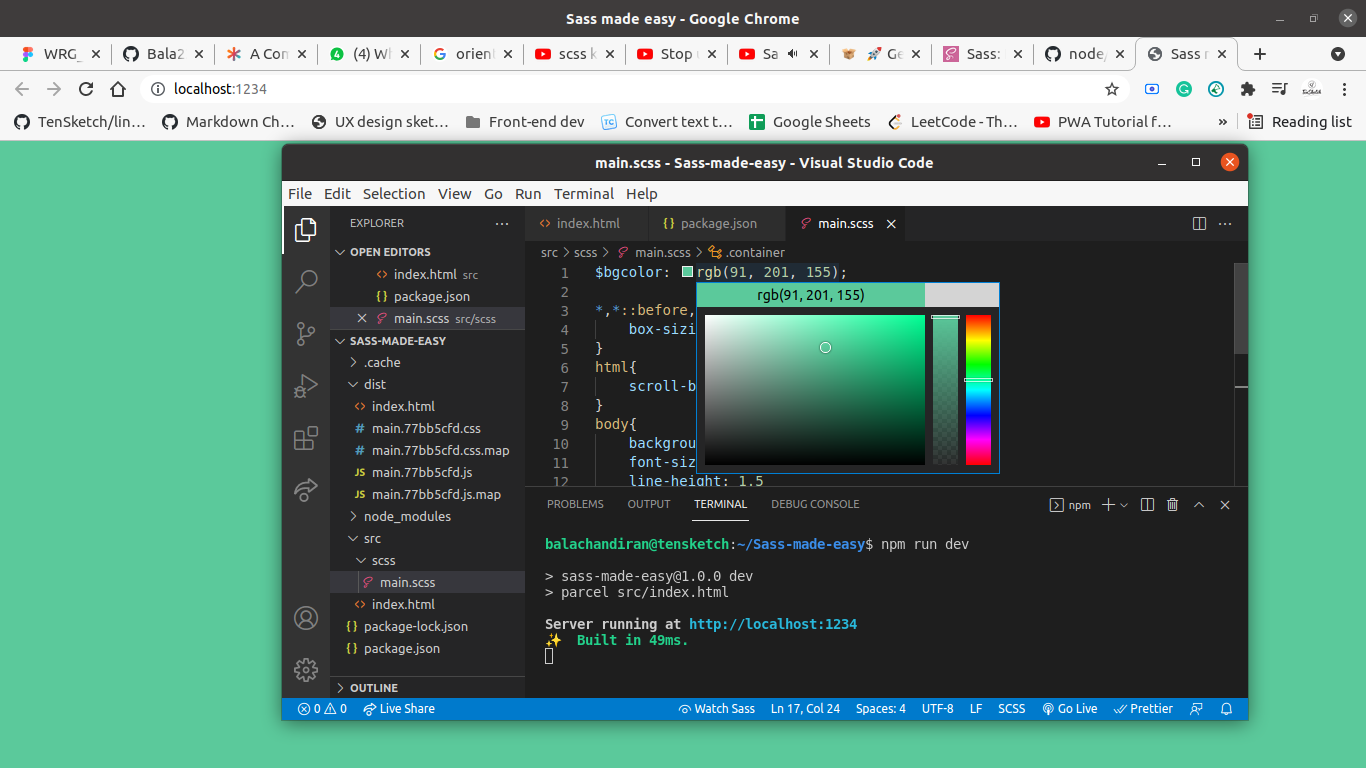 Sass made easy - Google Chrome
WRG_ Bala2 A Con (4) Wh orient scss k Stop Sa Ge Sass: node, Sass r
localhost:1234
TenSketch/lin... Markdown Ch... UX design sket... Front-end dev Convert text t... Google Sheets LeetCode - Th... PWA Tutorial f... » Reading list
main.scss - Sass-made-easy - Visual Studio Code
File Edit Selection View Go Run Terminal Help
EXPLORER
OPEN EDITORS
index.html src
package.json
main.scss src/scss
SASS-MADE-EASY
.cache
dist
index.html
main.77bb5cfd.css
main.77bb5cfd.css.map
main.77bb5cfd.js
main.77bb5cfd.js.map
node_modules
src
scss
main.scss
index.html
package-lock.json
package.json
OUTLINE
index.html package.json main.scss
src > scss > main.scss > .container
1 $bgcolor: rgb(91, 201, 155);
rgb(91, 201, 155)
2
3 *,*::before,
4 box-sizi
5 }
6 html{
7 scroll-b
8 }
9 body{
10 backgrou
11 font-siz
12 line-height: 1.5
PROBLEMS OUTPUT TERMINAL DEBUG CONSOLE npm
balachandiran@tensketch:~/Sass-made-easy$ npm run dev
> sass-made-easy@1.0.0 dev
> parcel src/index.html
Server running at http://localhost:1234
✨ Built in 49ms.
0 0 Live Share Watch Sass Ln 17, Col 24 Spaces: 4 UTF-8 LF SCSS Go Live Prettier